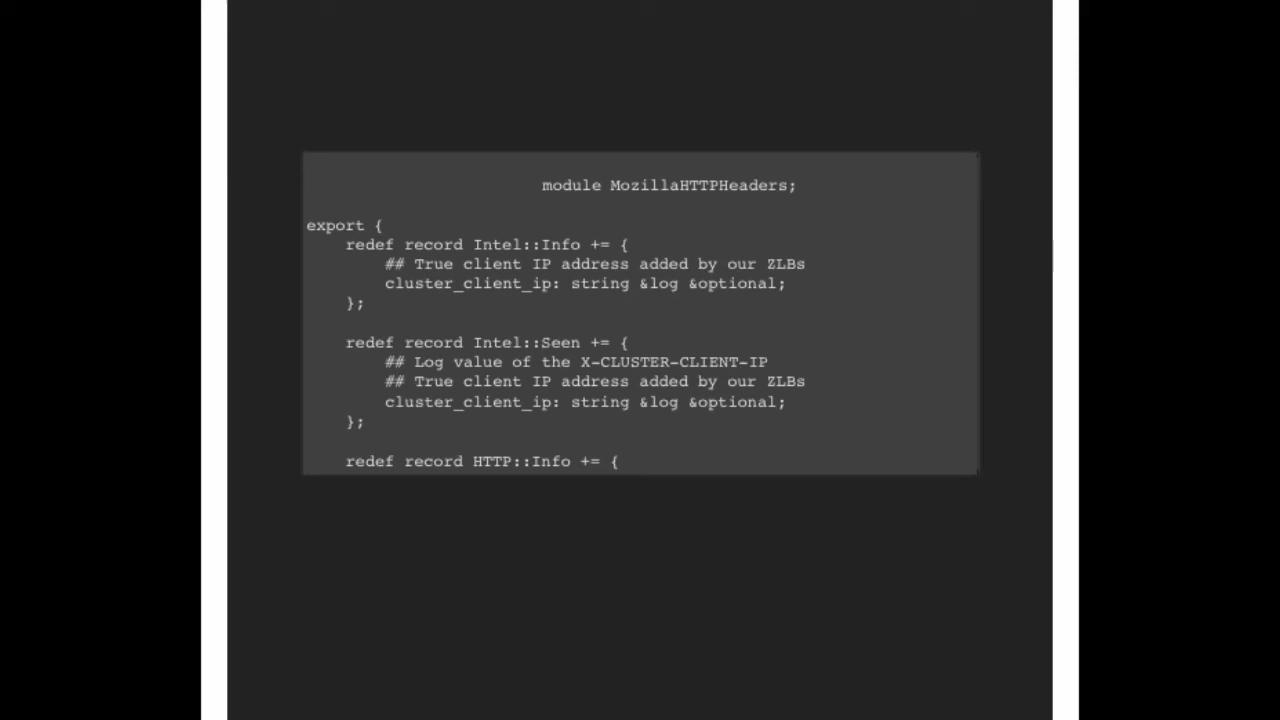 module MozillaHTTPHeaders;
export {
redef record Intel::Info += {
## True client IP address added by our ZLBs
cluster_client_ip: string &log &optional;
};
redef record Intel::Seen += {
## Log value of the X-CLUSTER-CLIENT-IP
## True client IP address added by our ZLBs
cluster_client_ip: string &log &optional;
};
redef record HTTP::Info += {